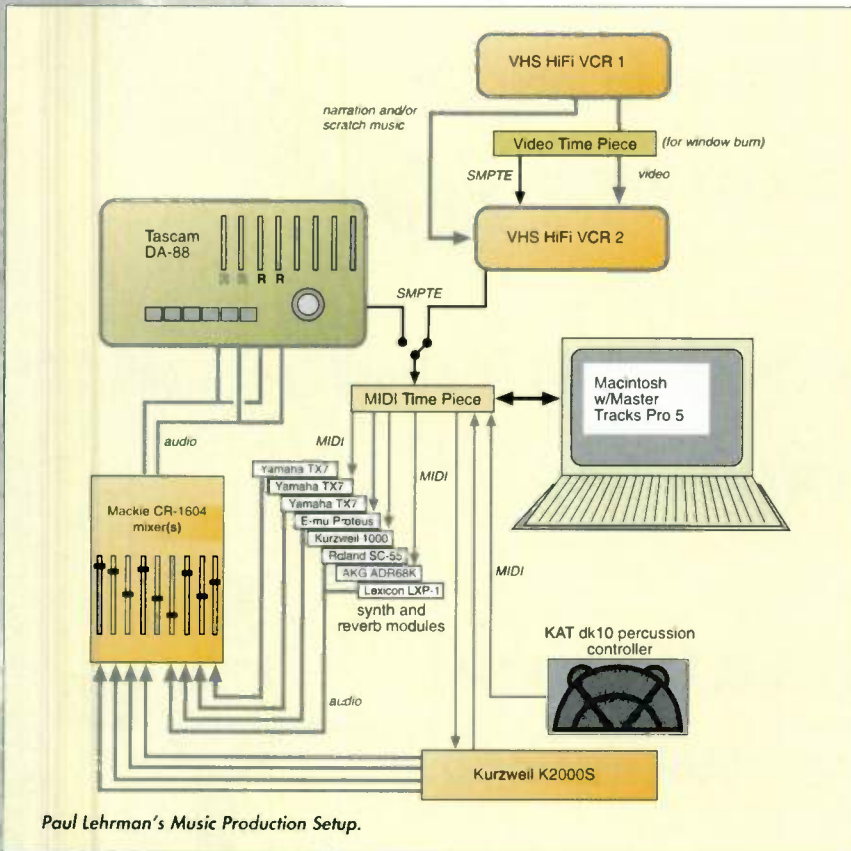 VHS HiFi VCR 1
narration and/or
scratch music
Video Time Piece
(for window burn)
SMPTE
video
VHS HiFi VCR 2
Tascam
DA-88
R R R R
SMPTE
MIDI Time Piece
Macintosh
w/Master
Tracks Pro 5
audio
MIDI
MIDI
Yamaha TX7
Yamaha TX7
Yamaha TX7
E-mu Proteus
Kurzweil 1000
Roland SC-55
AKG ADR68K
Lexicon LXP-1
synth and
reverb modules
Mackie CR-1604
mixer(s)
MIDI
KAT dk10 percussion
controller
audio
Kurzweil K2000S
Paul Lehrman's Music Production Setup.